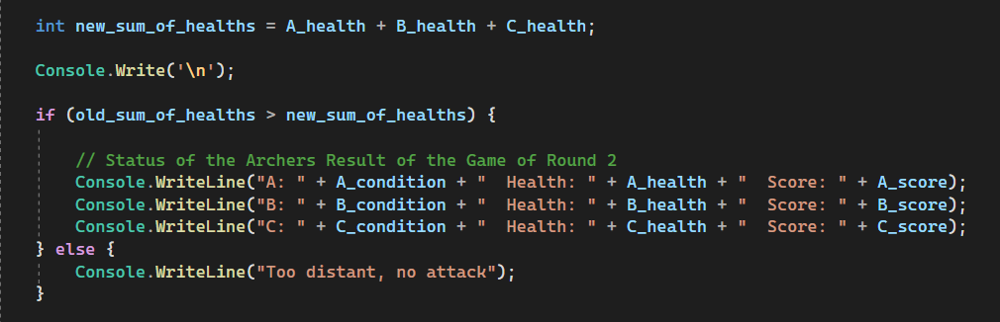 int new_sum_of_healths = A_health + B_health + C_health;
Console.Write('\n');
if (old_sum_of_healths > new_sum_of_healths) {
// Status of the Archers Result of the Game of Round 2
Console.WriteLine("A: " + A_condition + "  Health: " + A_health + "  Score: " + A_score);
Console.WriteLine("B: " + B_condition + "  Health: " + B_health + "  Score: " + B_score);
Console.WriteLine("C: " + C_condition + "  Health: " + C_health + "  Score: " + C_score);
} else {
Console.WriteLine("Too distant, no attack");
}